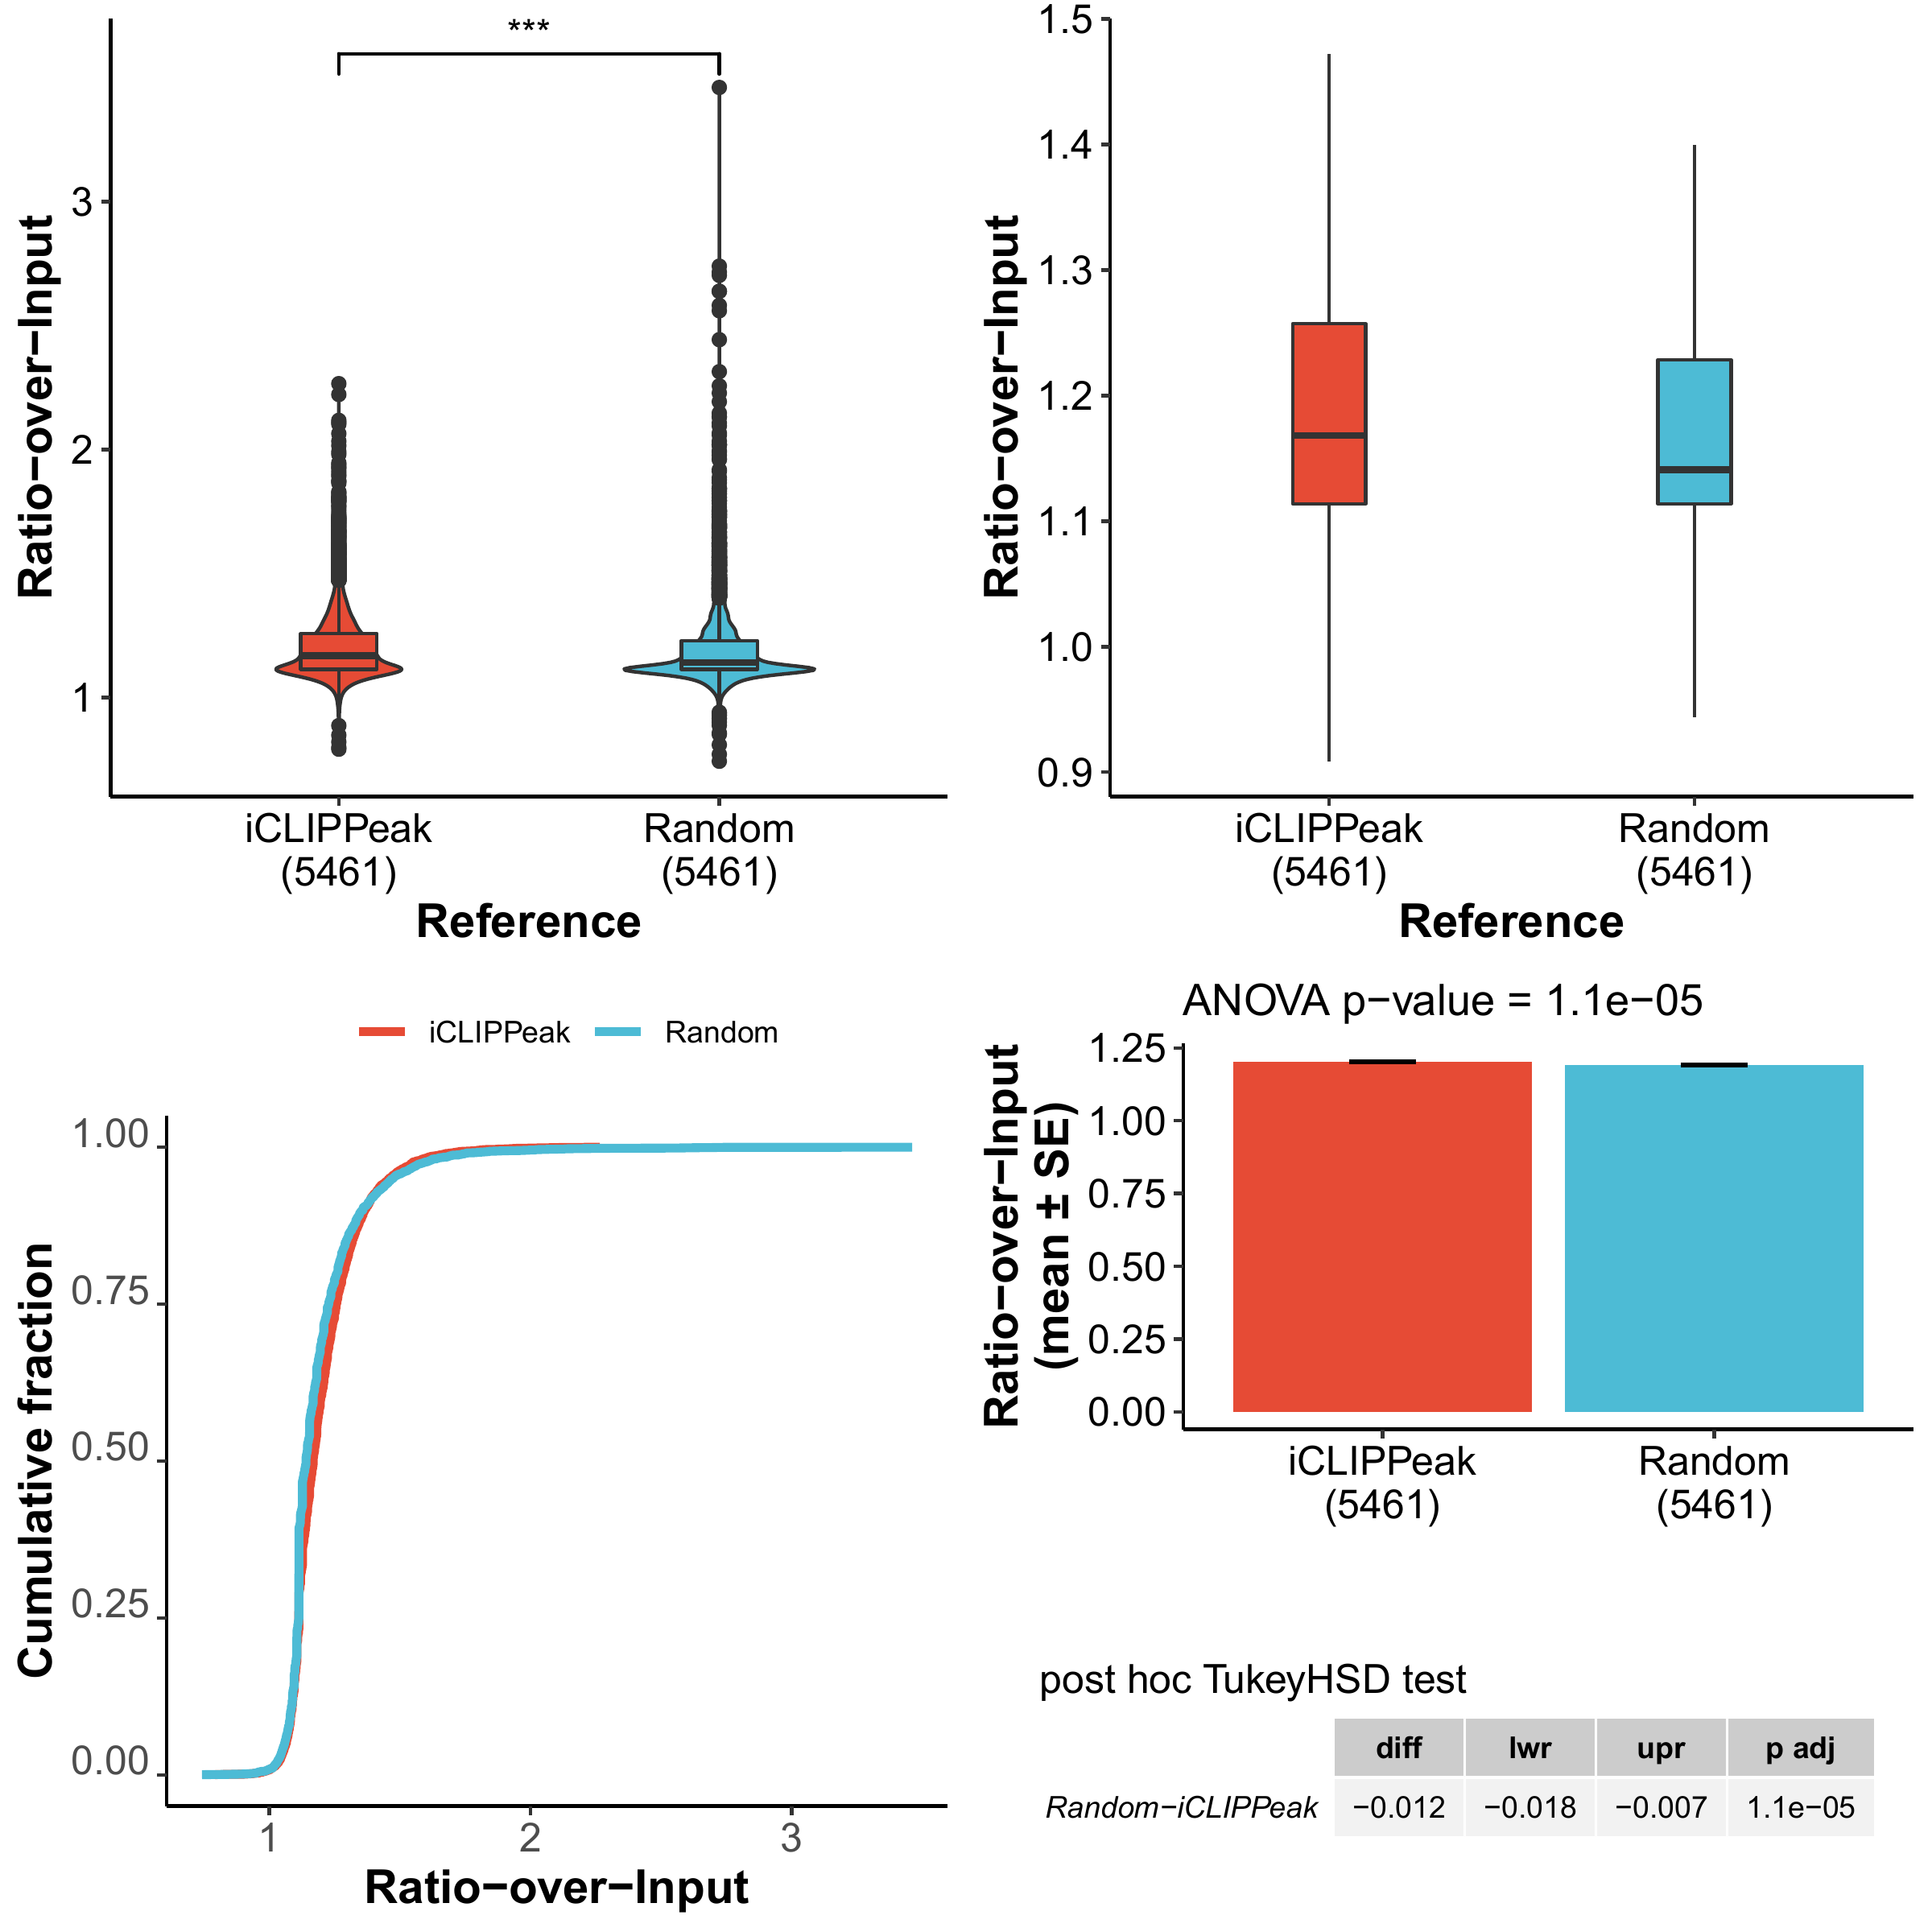 ***
Ratio−over−Input
3
2
1
iCLIPPeak
(5461)
Random
(5461)
Reference
Ratio−over−Input
1.5
1.4
1.3
1.2
1.1
1.0
0.9
iCLIPPeak
(5461)
Random
(5461)
Reference
iCLIPPeak
Random
Cumulative fraction
1.00
0.75
0.50
0.25
0.00
1
2
3
Ratio−over−Input
ANOVA p−value = 1.1e−05
Ratio−over−Input
(mean ± SE)
1.25
1.00
0.75
0.50
0.25
0.00
iCLIPPeak
(5461)
Random
(5461)
post hoc TukeyHSD test
diff lwr upr p adj
Random−iCLIPPeak −0.012 −0.018 −0.007 1.1e−05